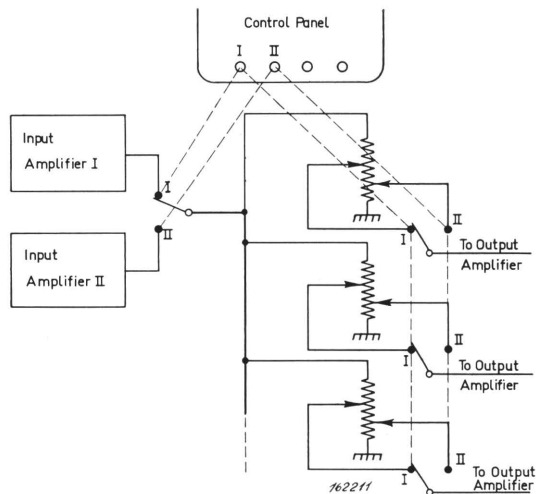 Control Panel
I II
Input
Amplifier I
I
II
Input
Amplifier II
I
II
To Output
Amplifier
I
II
To Output
Amplifier
I
II
To Output
Amplifier
162211